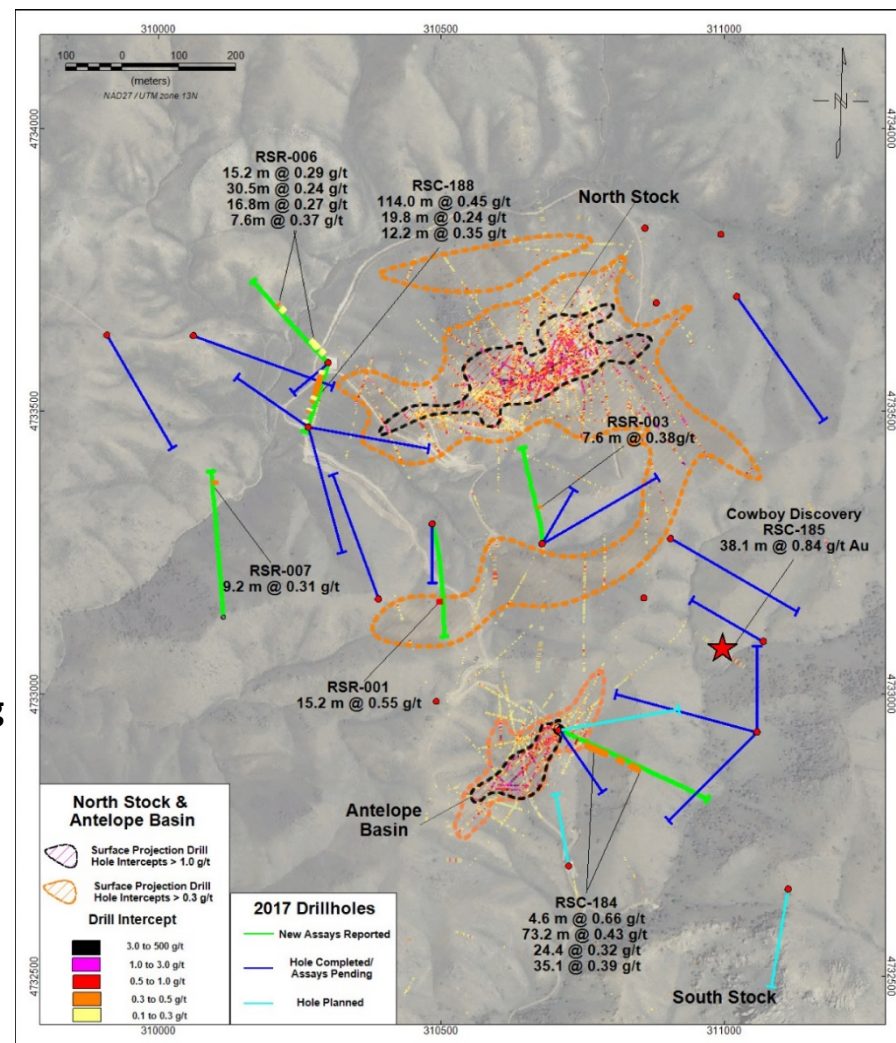 310000
310500
311000
100 0 100 200
(meters)
NAD27 / UTM zone 13N
N
4734000
4734000
RSR-006
15.2 m @ 0.29 g/t
30.5m @ 0.24 g/t
16.8m @ 0.27 g/t
7.6m @ 0.37 g/t
RSC-188
114.0 m @ 0.45 g/t
19.8 m @ 0.24 g/t
12.2 m @ 0.35 g/t
North Stock
4733500
4733500
RSR-003
7.6 m @ 0.38g/t
Cowboy Discovery
RSC-185
38.1 m @ 0.84 g/t Au
RSR-007
9.2 m @ 0.31 g/t
RSR-001
15.2 m @ 0.55 g/t
4733000
4733000
g
Antelope
Basin
RSC-184
4.6 m @ 0.66 g/t
73.2 m @ 0.43 g/t
24.4 @ 0.32 g/t
35.1 @ 0.39 g/t
South Stock
North Stock &
Antelope Basin
Surface Projection Drill
Hole Intercepts > 1.0 g/t
Surface Projection Drill
Hole Intercepts > 0.3 g/t
Drill Intercept
3.0 to 500 g/t
1.0 to 3.0 g/t
0.5 to 1.0 g/t
0.3 to 0.5 g/t
0.1 to 0.3 g/t
2017 Drillholes
New Assays Reported
Hole Completed/
Assays Pending
Hole Planned
4732500
4732500
310000
310500
311000